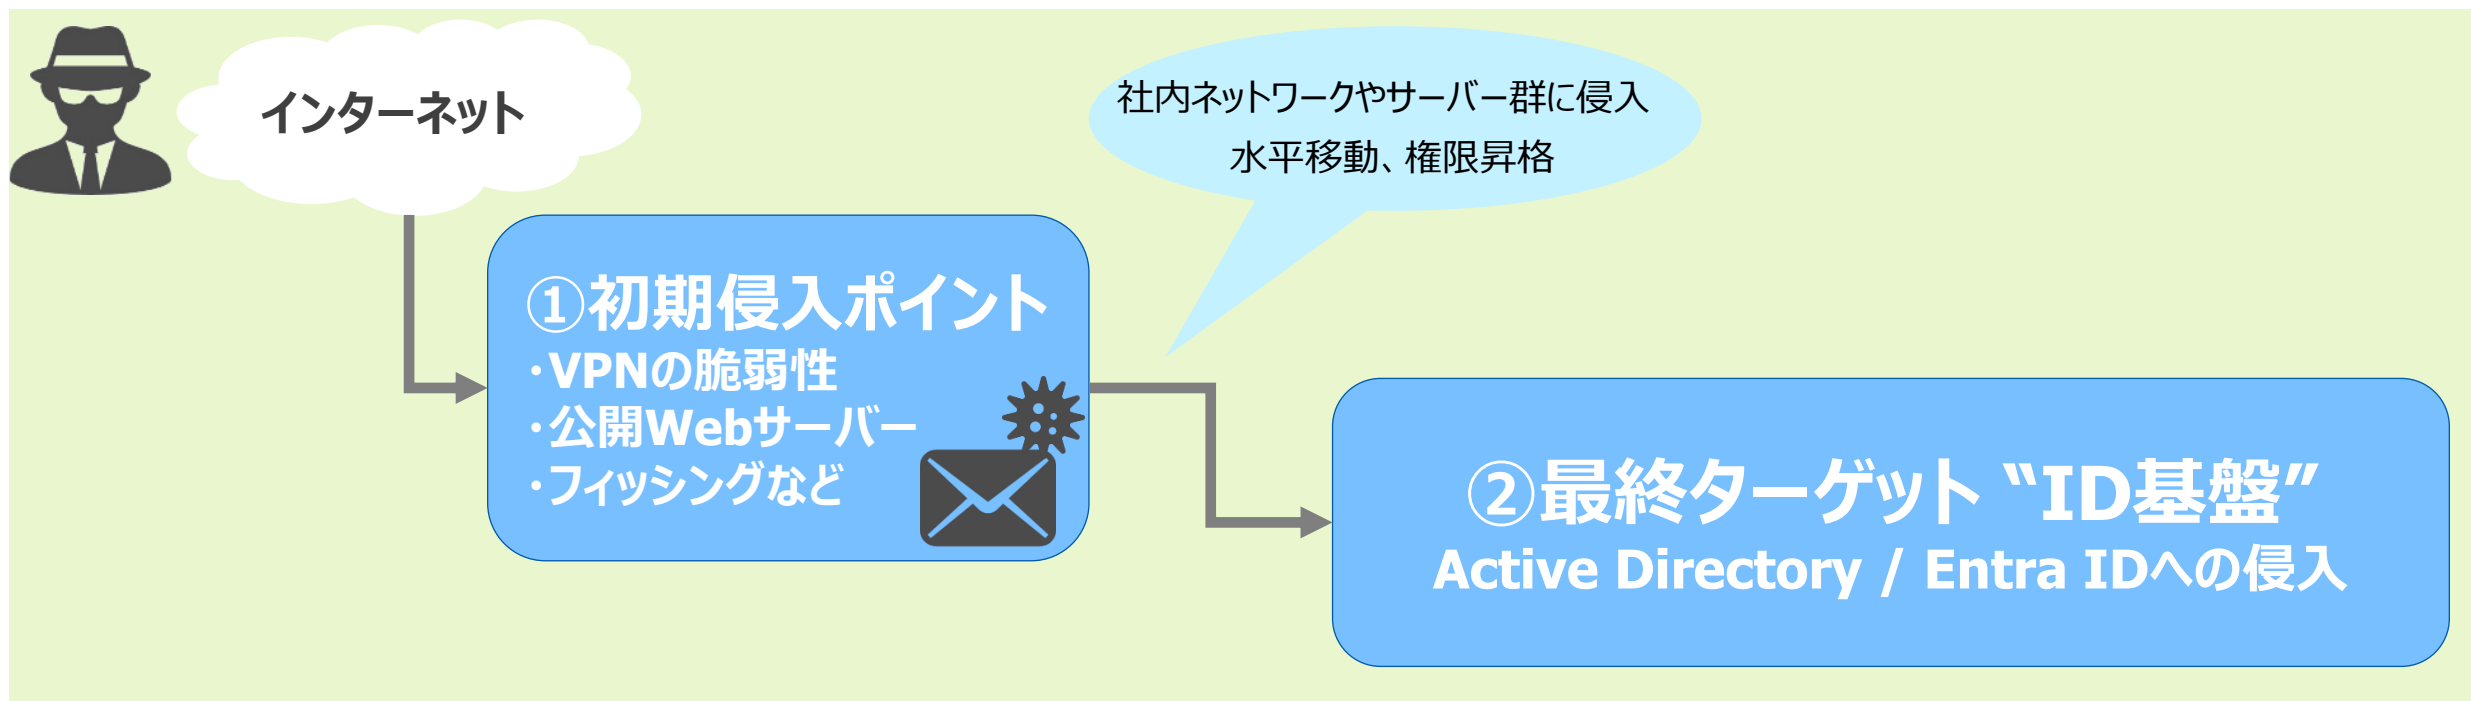 インターネット
社内ネットワークやサーバー群に侵入
水平移動、権限昇格
①初期侵入ポイント
・VPNの脆弱性
・公開Webサーバー
・フィッシングなど
②最終ターゲット “ID基盤”
Active Directory / Entra IDへの侵入